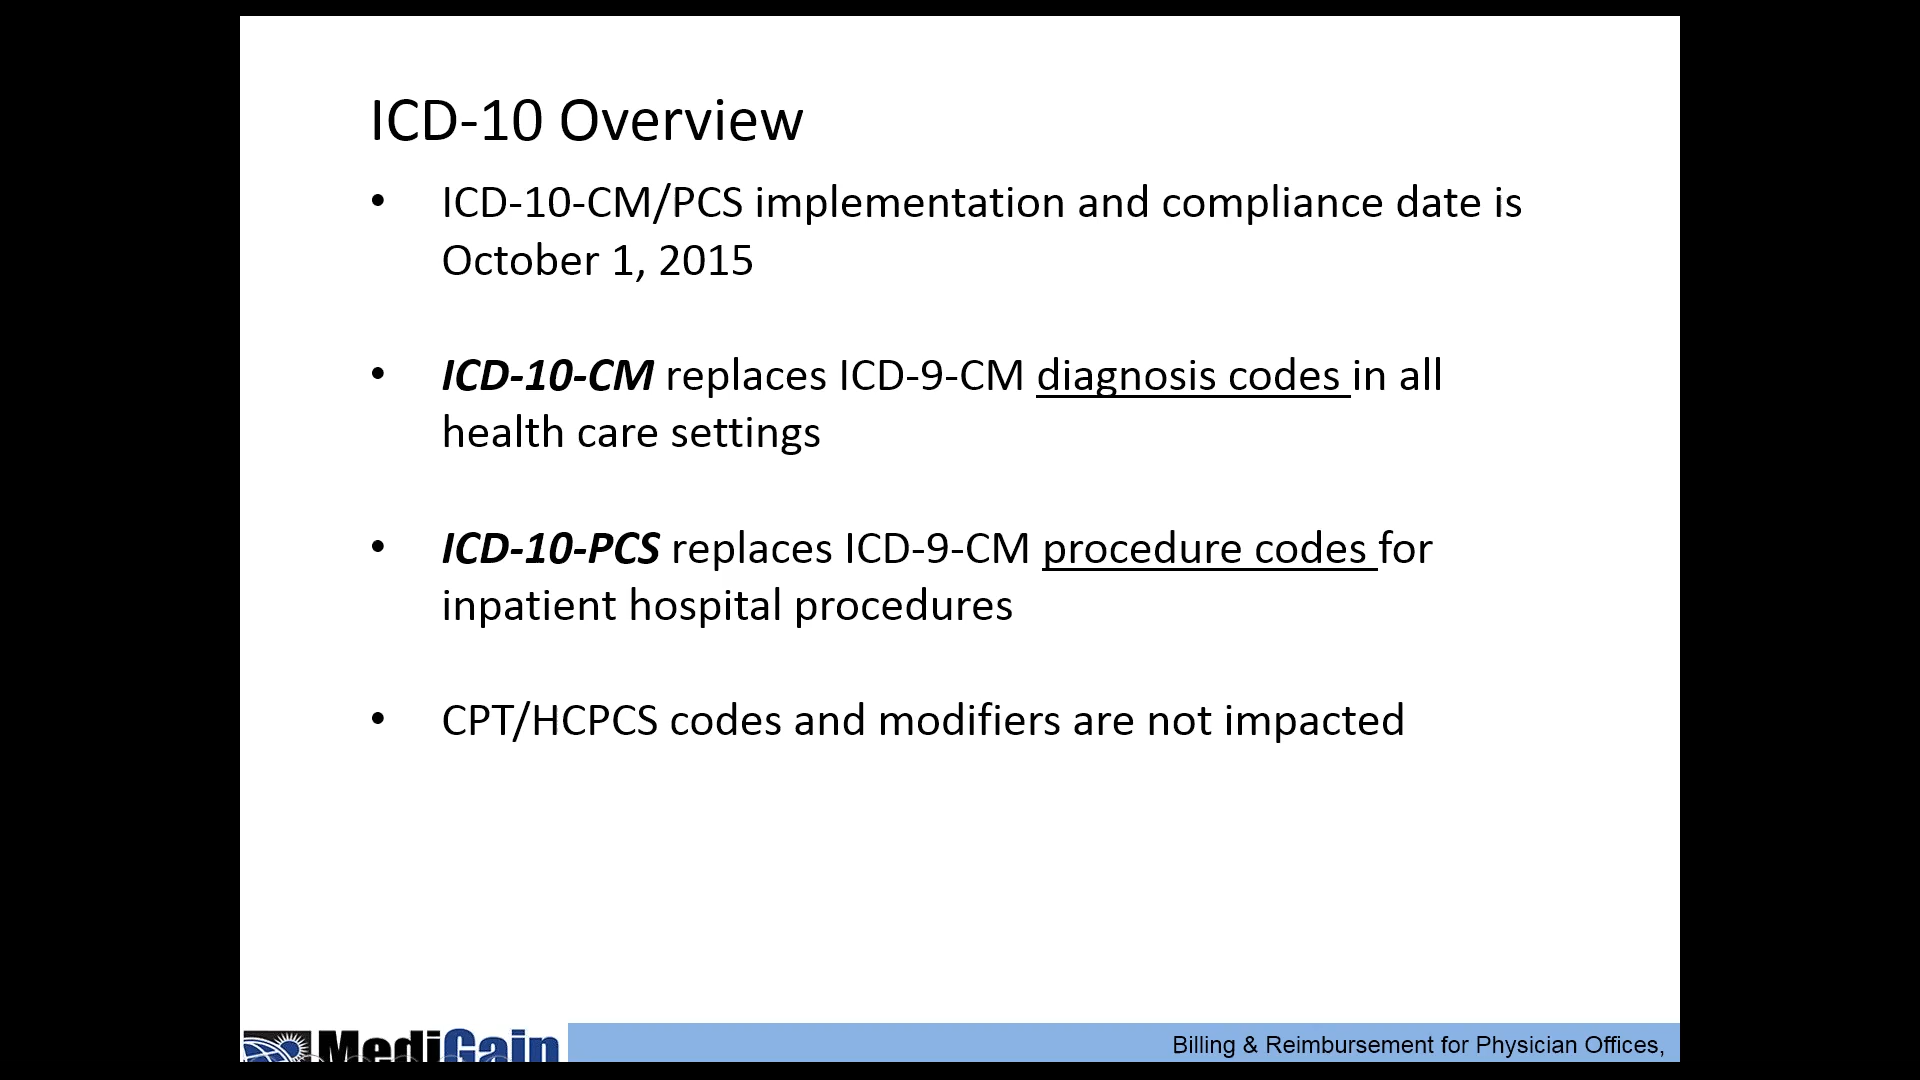 ICD-10 Overview
• ICD-10-CM/PCS implementation and compliance date is
October 1, 2015
• ICD-10-CM replaces ICD-9-CM diagnosis codes in all
health care settings
• ICD-10-PCS replaces ICD-9-CM procedure codes for
inpatient hospital procedures
• CPT/HCPCS codes and modifiers are not impacted
MediGain
Billing & Reimbursement for Physician Offices,